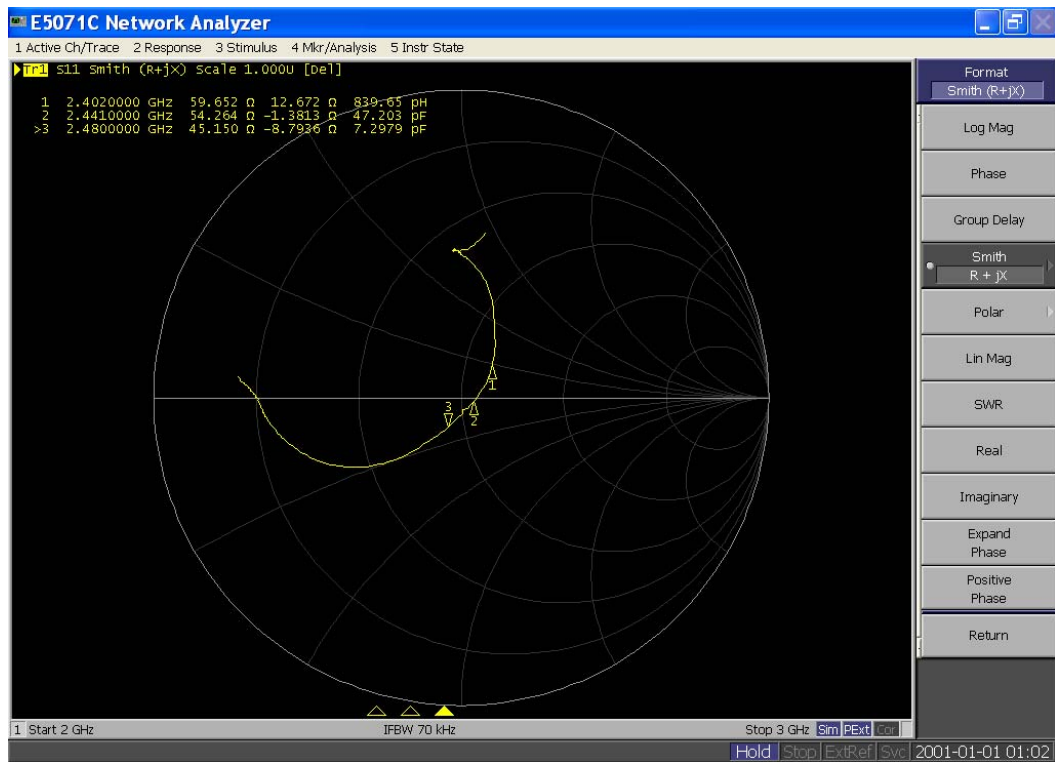 E5071C Network Analyzer
1 Active Ch/Trace 2 Response 3 Stimulus 4 Mkr/Analysis 5 Instr State
Tr1 S11 Smith (R+jX) Scale 1.000U [Del]
1 2.4020000 GHz 59.652 Ω 12.672 Ω 839.65 pH
2 2.4410000 GHz 54.264 Ω -1.3813 Ω 47.203 pF
>3 2.4800000 GHz 45.150 Ω -8.7936 Ω 7.2979 pF
1
3
2
Format
Smith (R+jX)
Log Mag
Phase
Group Delay
Smith
R + jX
Polar
Lin Mag
SWR
Real
Imaginary
Expand
Phase
Positive
Phase
Return
1 Start 2 GHz IFBW 70 kHz Stop 3 GHz Sim PExt Cor
Hold Stop ExtRef Svc 2001-01-01 01:02